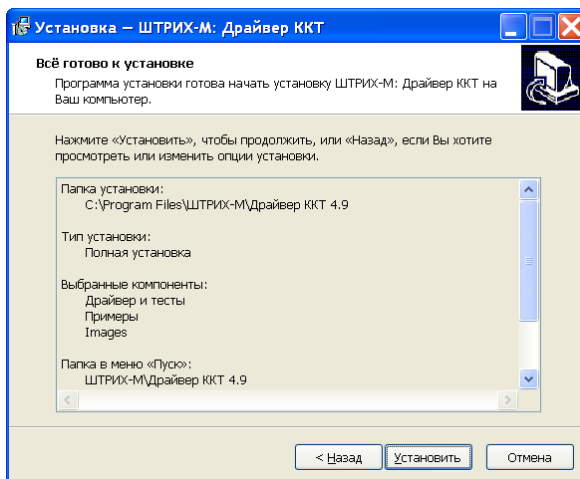 Установка — ШТРИХ-М: Драйвер ККТ
Всё готово к установке
Программа установки готова начать установку ШТРИХ-М: Драйвер ККТ на
Ваш компьютер.
Нажмите «Установить», чтобы продолжить, или «Назад», если Вы хотите
просмотреть или изменить опции установки.
Папка установки:
C:\Program Files\ШТРИХ-М\Драйвер ККТ 4.9
Тип установки:
Полная установка
Выбранные компоненты:
Драйвер и тесты
Примеры
Images
Папка в меню «Пуск»:
ШТРИХ-М\Драйвер ККТ 4.9
< Назад Установить Отмена